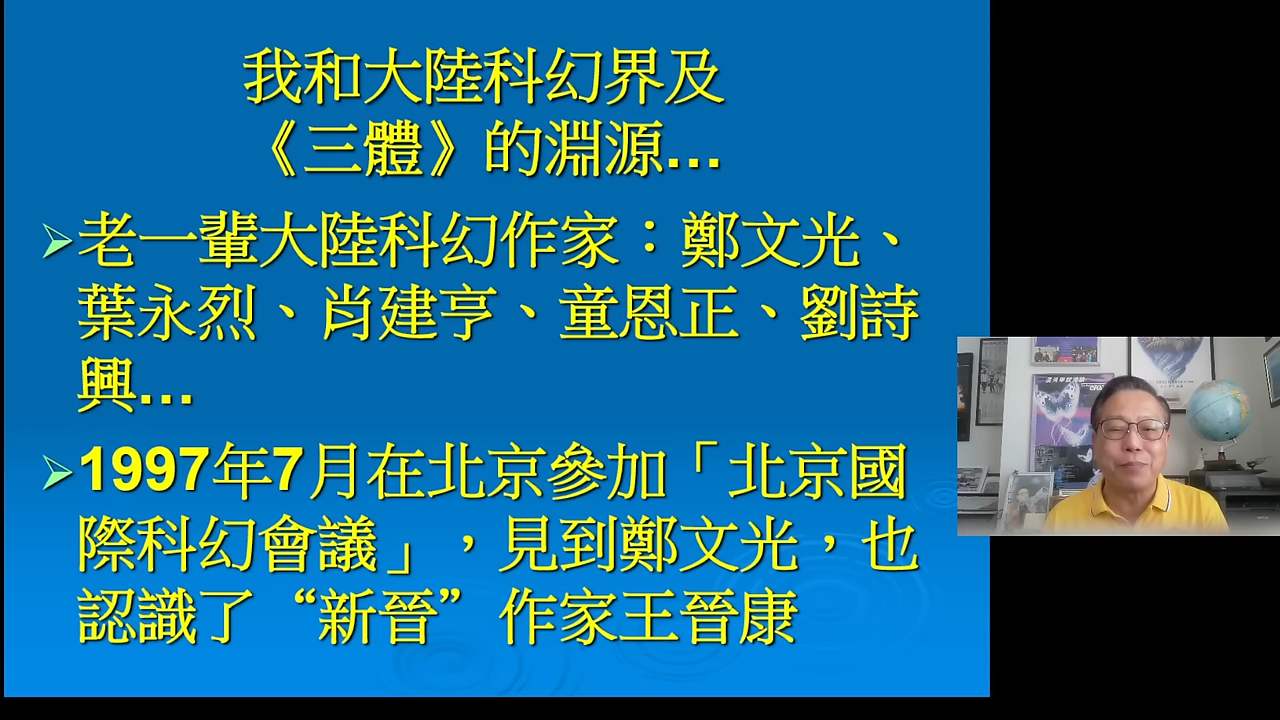 我和大陸科幻界及
《三體》的淵源…
老一輩大陸科幻作家：鄭文光、
葉永烈、肖建亨、童恩正、劉詩
興…
1997年7月在北京參加「北京國
際科幻會議」，見到鄭文光，也
認識了“新晉”作家王晉康